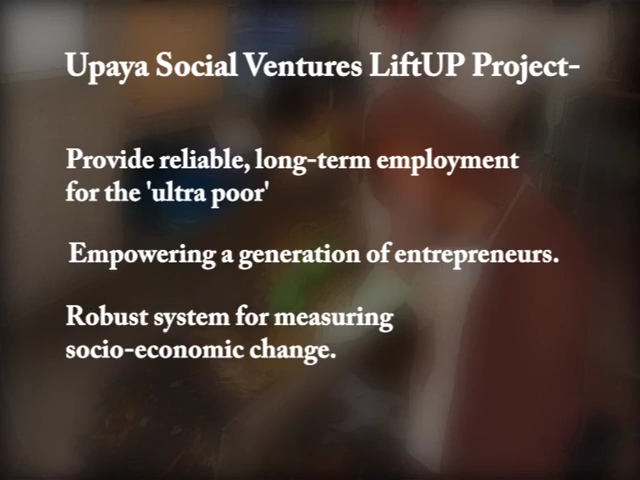 Upaya Social Ventures LiftUP Project-
Provide reliable, long-term employment
for the 'ultra poor'
Empowering a generation of entrepreneurs.
Robust system for measuring
socio-economic change.